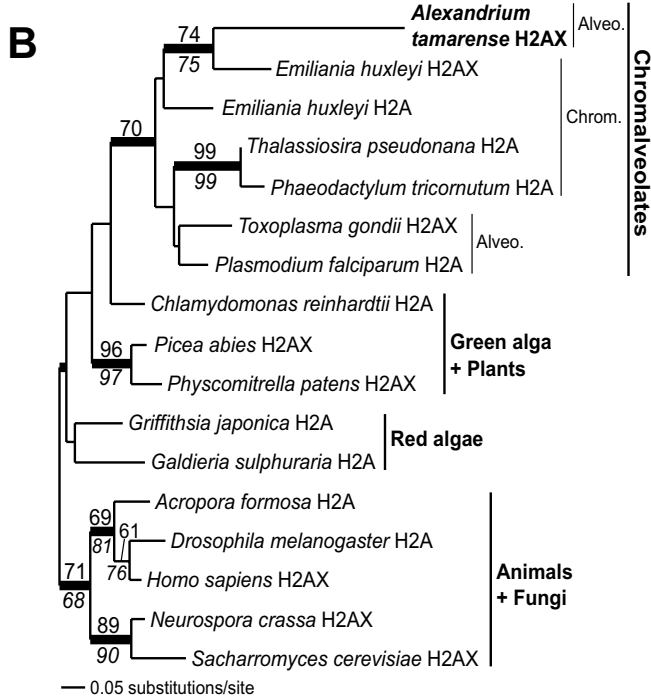 B
Alexandrium
tamarense H2AX
Alveo.
74
75
Emiliania huxleyi H2AX
Emiliania huxleyi H2A
Chrom.
Chromalveolates
70
99
99
Thalassiosira pseudonana H2A
Phaeodactylum tricornutum H2A
Toxoplasma gondii H2AX
Alveo.
Plasmodium falciparum H2A
Chlamydomonas reinhardtii H2A
96
97
Picea abies H2AX
Physcomitrella patens H2AX
Green alga
+ Plants
Griffithsia japonica H2A
Galdieria sulphuraria H2A
Red algae
Acropora formosa H2A
69
81
61
76
Drosophila melanogaster H2A
Homo sapiens H2AX
71
68
Animals
+ Fungi
89
90
Neurospora crassa H2AX
Sacharromyces cerevisiae H2AX
0.05 substitutions/site